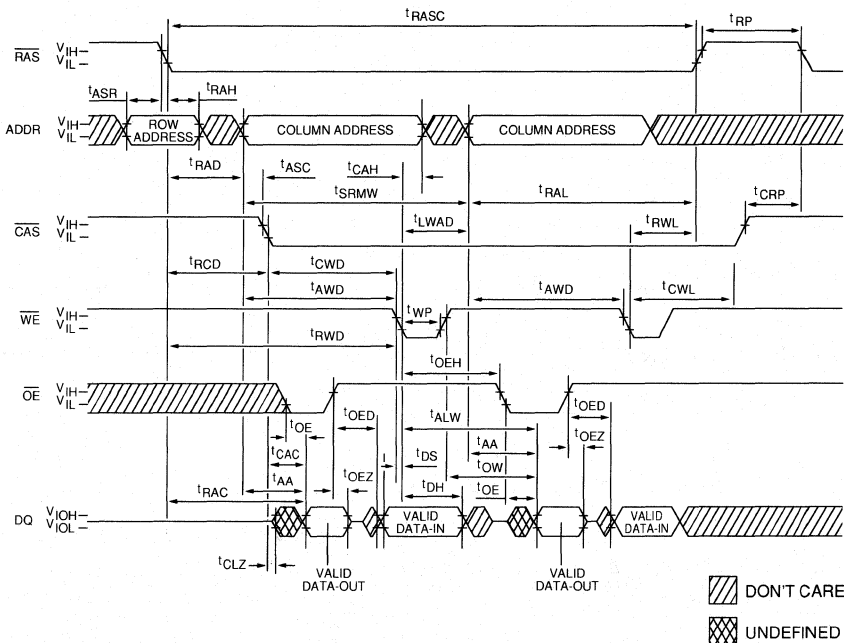 tRASC
tRP
RAS
VIH
VIL
tASR
tRAH
ADDR
VIH
VIL
ROW
ADDRESS
COLUMN ADDRESS
COLUMN ADDRESS
tRAD
tASC
tCAH
tSRMW
tRAL
tCRP
CAS
VIH
VIL
tLWAD
tRWL
tRCD
tCWD
tAWD
tWP
tAWD
tCWL
WE
VIH
VIL
tRWD
tOEH
OE
VIH
VIL
tOE
tOED
tALW
tOED
tCAC
tDS
tAA
tOEZ
tAA
tOEZ
tOW
tRAC
tDH
tOE
DQ
VIOH
VIOL
VALID
DATA-IN
VALID
DATA-IN
tCLZ
VALID
DATA-OUT
VALID
DATA-OUT
DON'T CARE
UNDEFINED